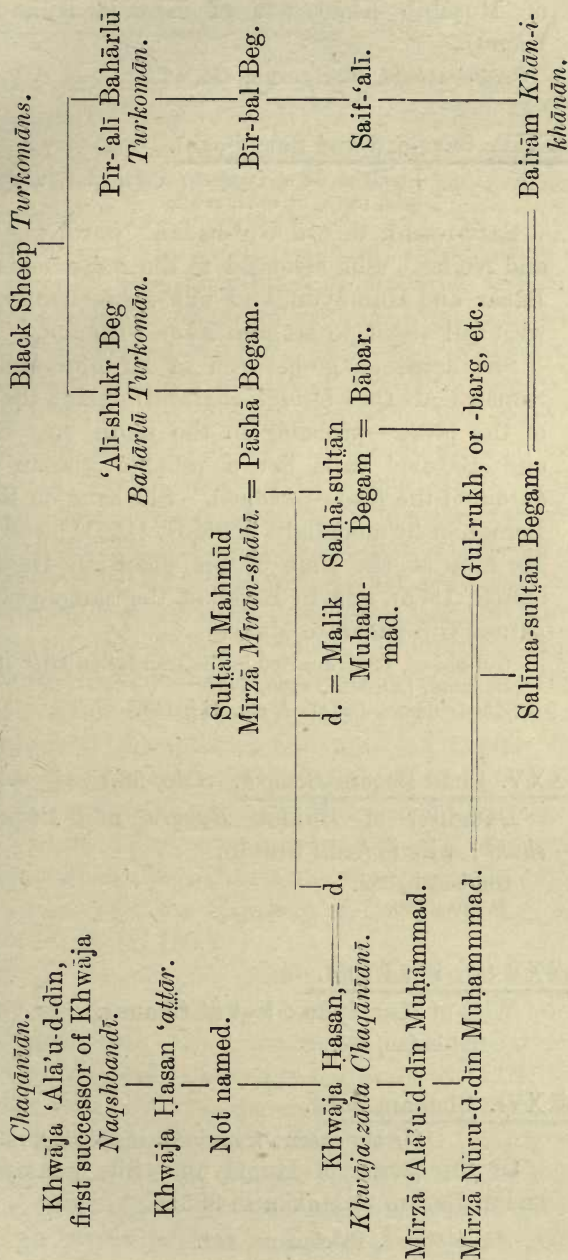 Chaqānīān.
Khwāja ‘Alā’u-d-dīn,
first successor of Khwāja
Naqshbandī.
Khwāja Ḥasan ‘aṭṭār.
Not named.
Khwāja Ḥasan, == d.
Khwāja-zāda Chaqānīānī.
Mīrzā ‘Alā’u-d-dīn Muḥammad.
Mīrzā Nūru-d-dīn Muḥammmad.
Black Sheep Turkomāns.
‘Alī-shukr Beg
Bahārlū Turkomān.
Pīr-‘alī Bahārlū
Turkomān.
Sulṭān Mahmūd
Mīrzā Mīrān-shāhī. = Pāshā Begam.
Bīr-bal Beg.
d. = Malik
Muḥam-
mad.
Salḥā-sulṭān
Begam = Bābar.
Saif-‘alī.
Gul-rukh, or -barg, etc.
Salīma-sulṭān Begam.
Bairām Khān-i-
khānān.